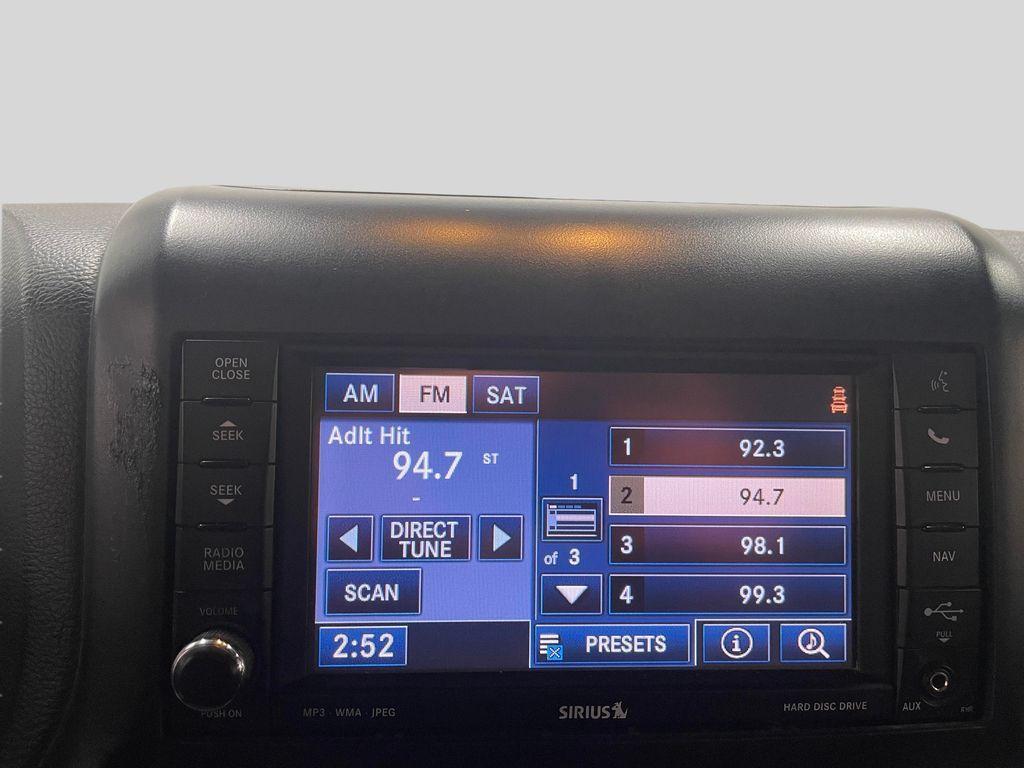 OPEN
CLOSE
SEEK
SEEK
RADIO
MEDIA
VOLUME
PUSH ON
AM FM SAT
Adlt Hit
94.7 ST
-
DIRECT
TUNE
SCAN
2:52
1
of 3
1 92.3
2 94.7
3 98.1
4 99.3
PRESETS
i
MENU
NAV
PULL
AUX
MP3 · WMA · JPEG
SIRIUS
HARD DISC DRIVE